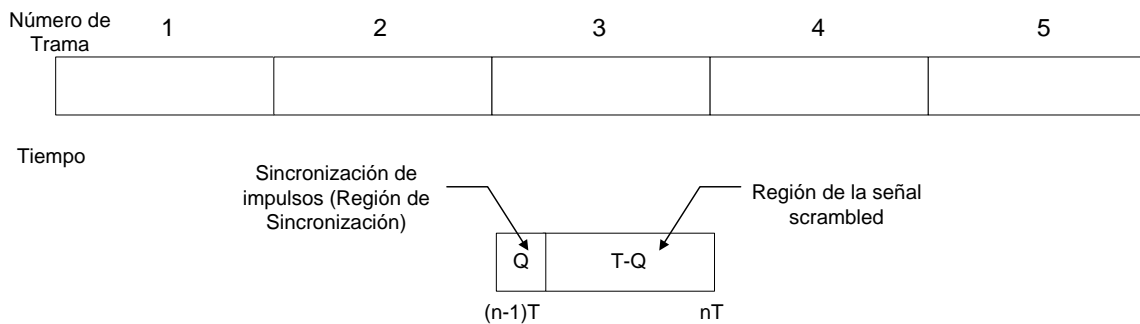 Número de
Trama
1 2 3 4 5
Tiempo
Sincronización de
impulsos (Región de
Sincronización)
Región de la señal
scrambled
Q T-Q
(n-1)T nT